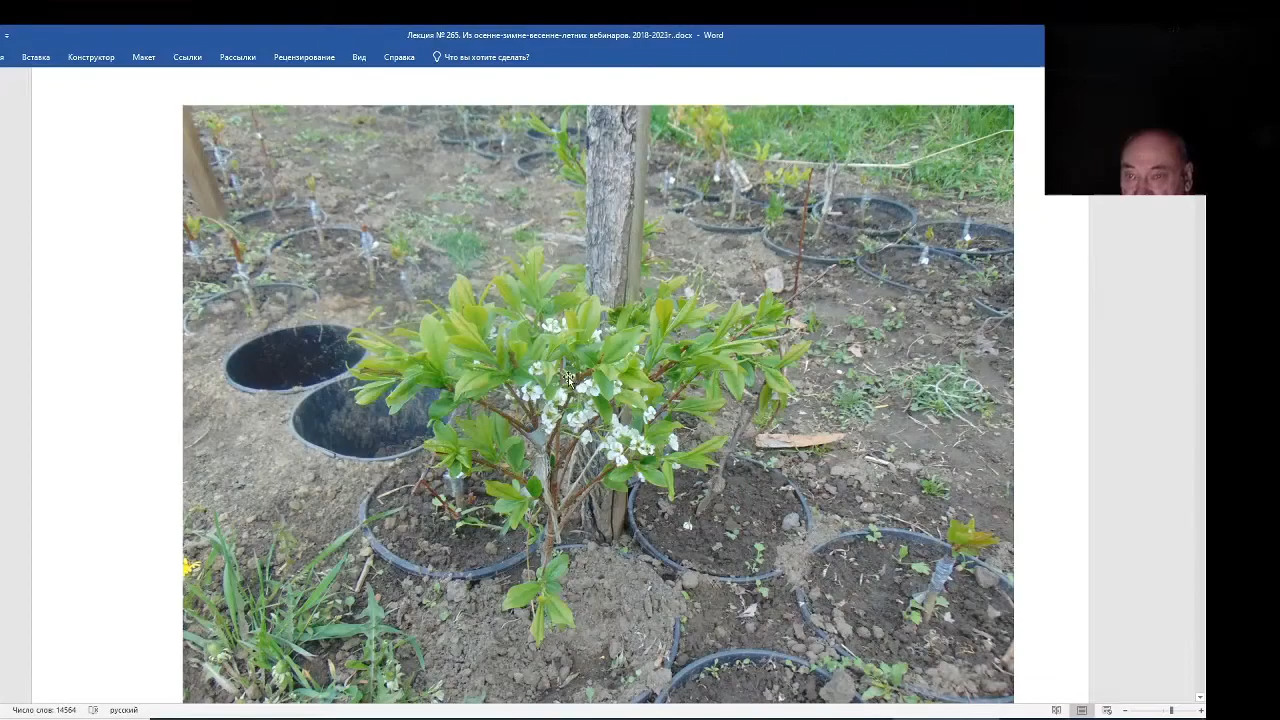 Лекция № 265. Из осенне-зимне-весенне-летних вебинаров. 2018-2023г..docx - Word
Вставка Конструктор Макет Ссылки Рассылки Рецензирование Вид Справка Что вы хотите сделать?
Число слов: 14564 русский